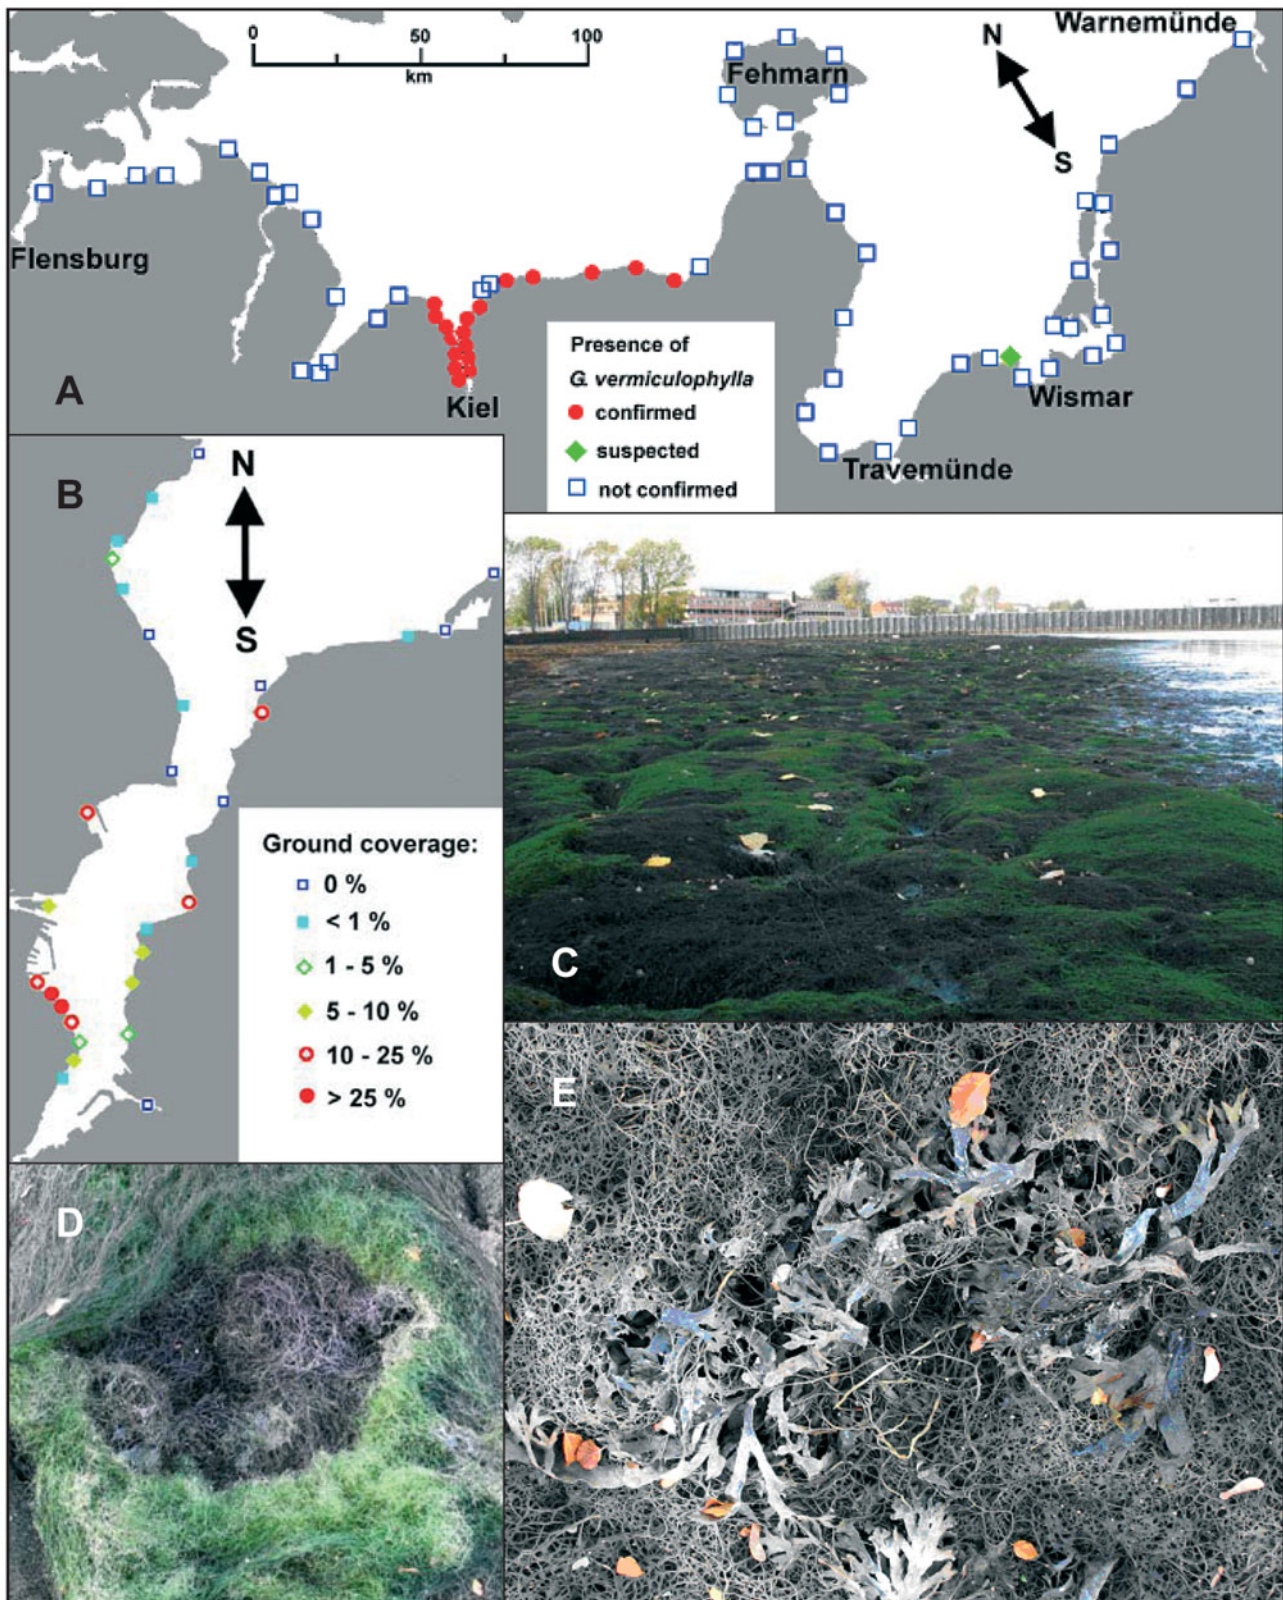 Warnemünde
0 50 100
km
N
S
Fehmarn
Flensburg
Presence of
G. vermiculophylla
confirmed
suspected
not confirmed
A
Kiel
Wismar
Travemünde
B
N
S
Ground coverage:
0 %
< 1 %
1 - 5 %
5 - 10 %
10 - 25 %
> 25 %
C
D
E